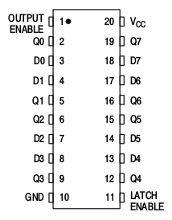 OUTPUT
ENABLE 1 20 VCC
Q0 2 19 Q7
D0 3 18 D7
D1 4 17 D6
Q1 5 16 Q6
Q2 6 15 Q5
D2 7 14 D5
D3 8 13 D4
Q3 9 12 Q4
GND 10 11 LATCH
ENABLE